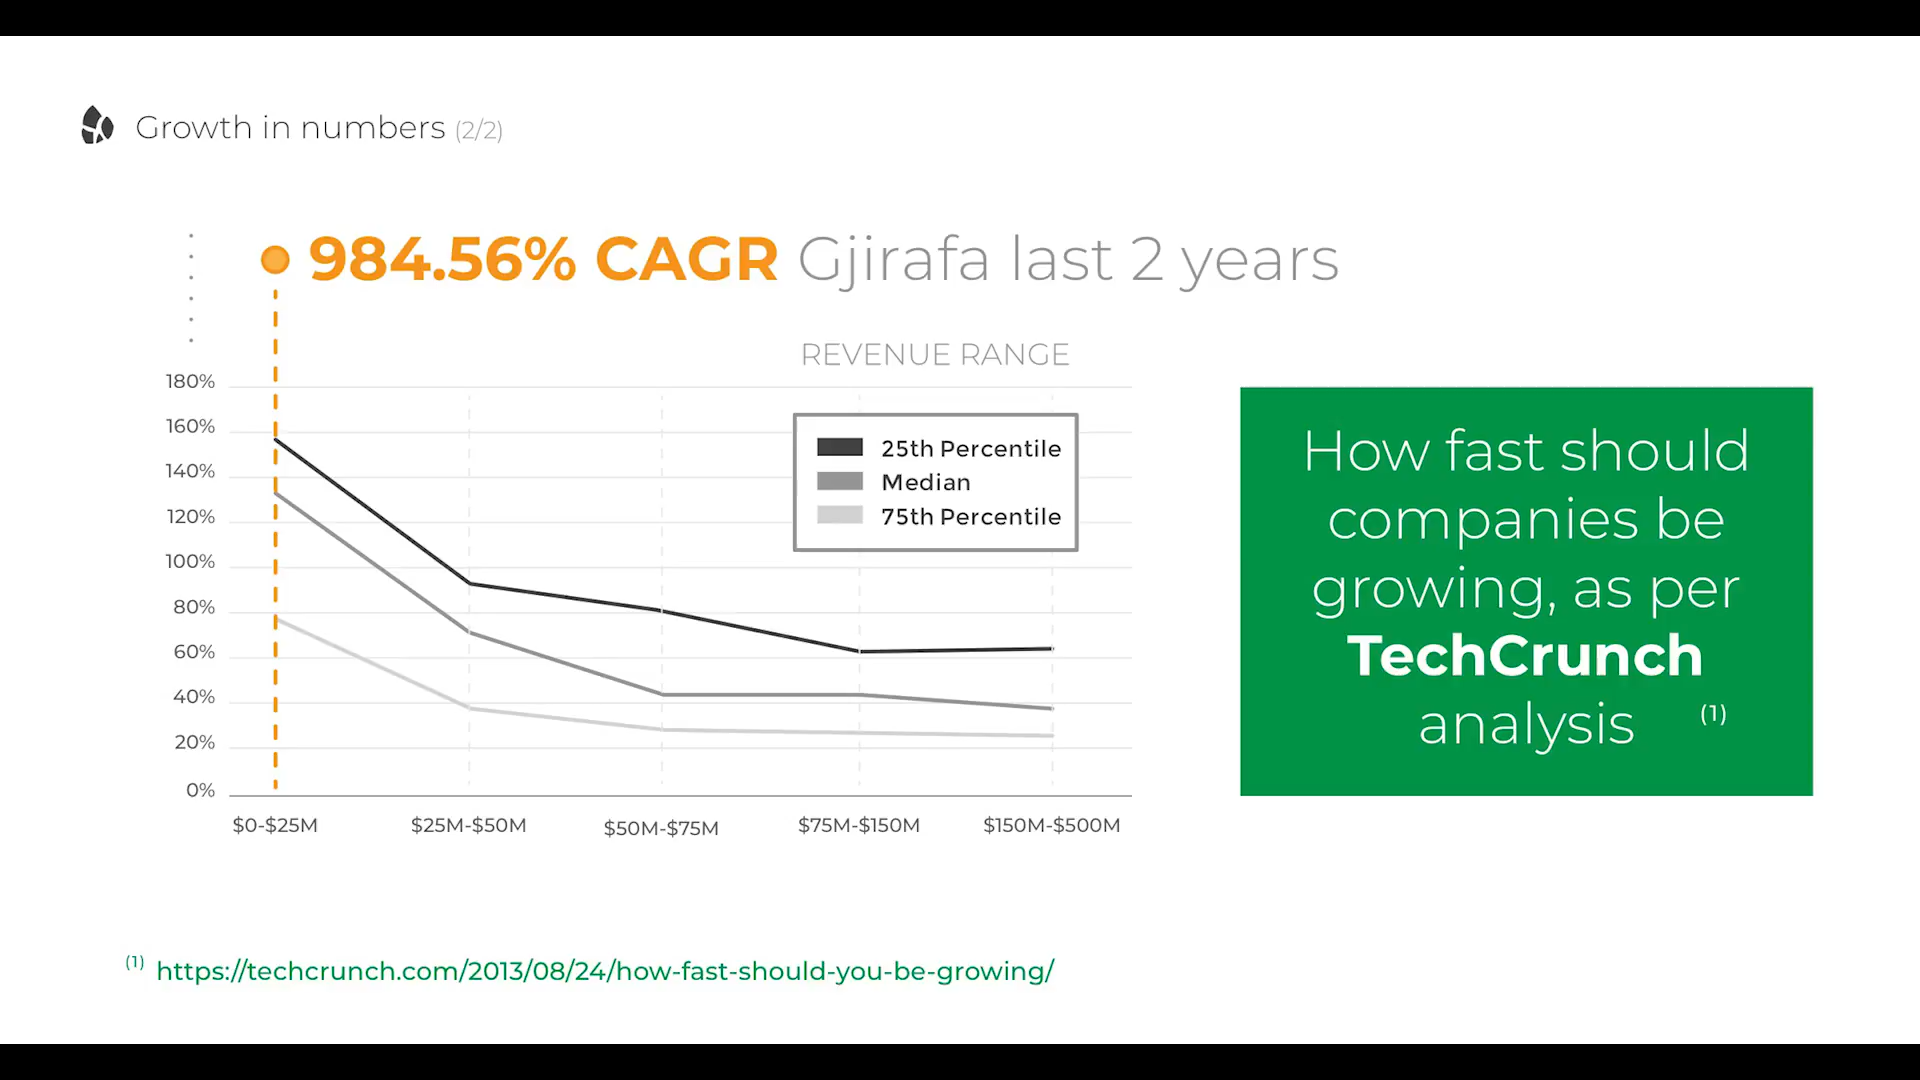 Growth in numbers (2/2)
984.56% CAGR Gjirafa last 2 years
REVENUE RANGE
180%
160%
140%
120%
100%
80%
60%
40%
20%
0%
25th Percentile
Median
75th Percentile
$0-$25M
$25M-$50M
$50M-$75M
$75M-$150M
$150M-$500M
How fast should
companies be
growing, as per
TechCrunch
analysis (1)
(1) https://techcrunch.com/2013/08/24/how-fast-should-you-be-growing/